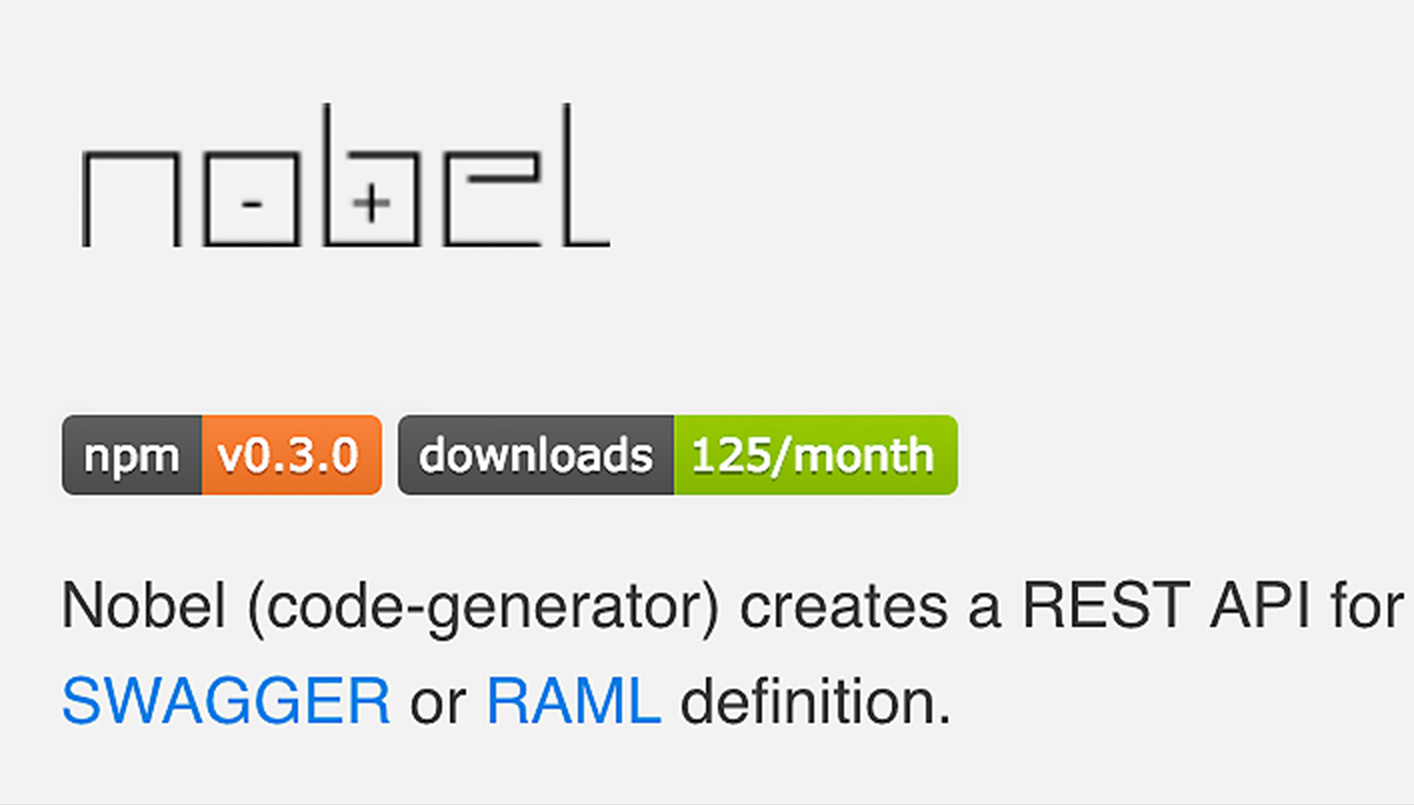 nobel
- +
npm v0.3.0 downloads 125/month
Nobel (code-generator) creates a REST API for
SWAGGER or RAML definition.